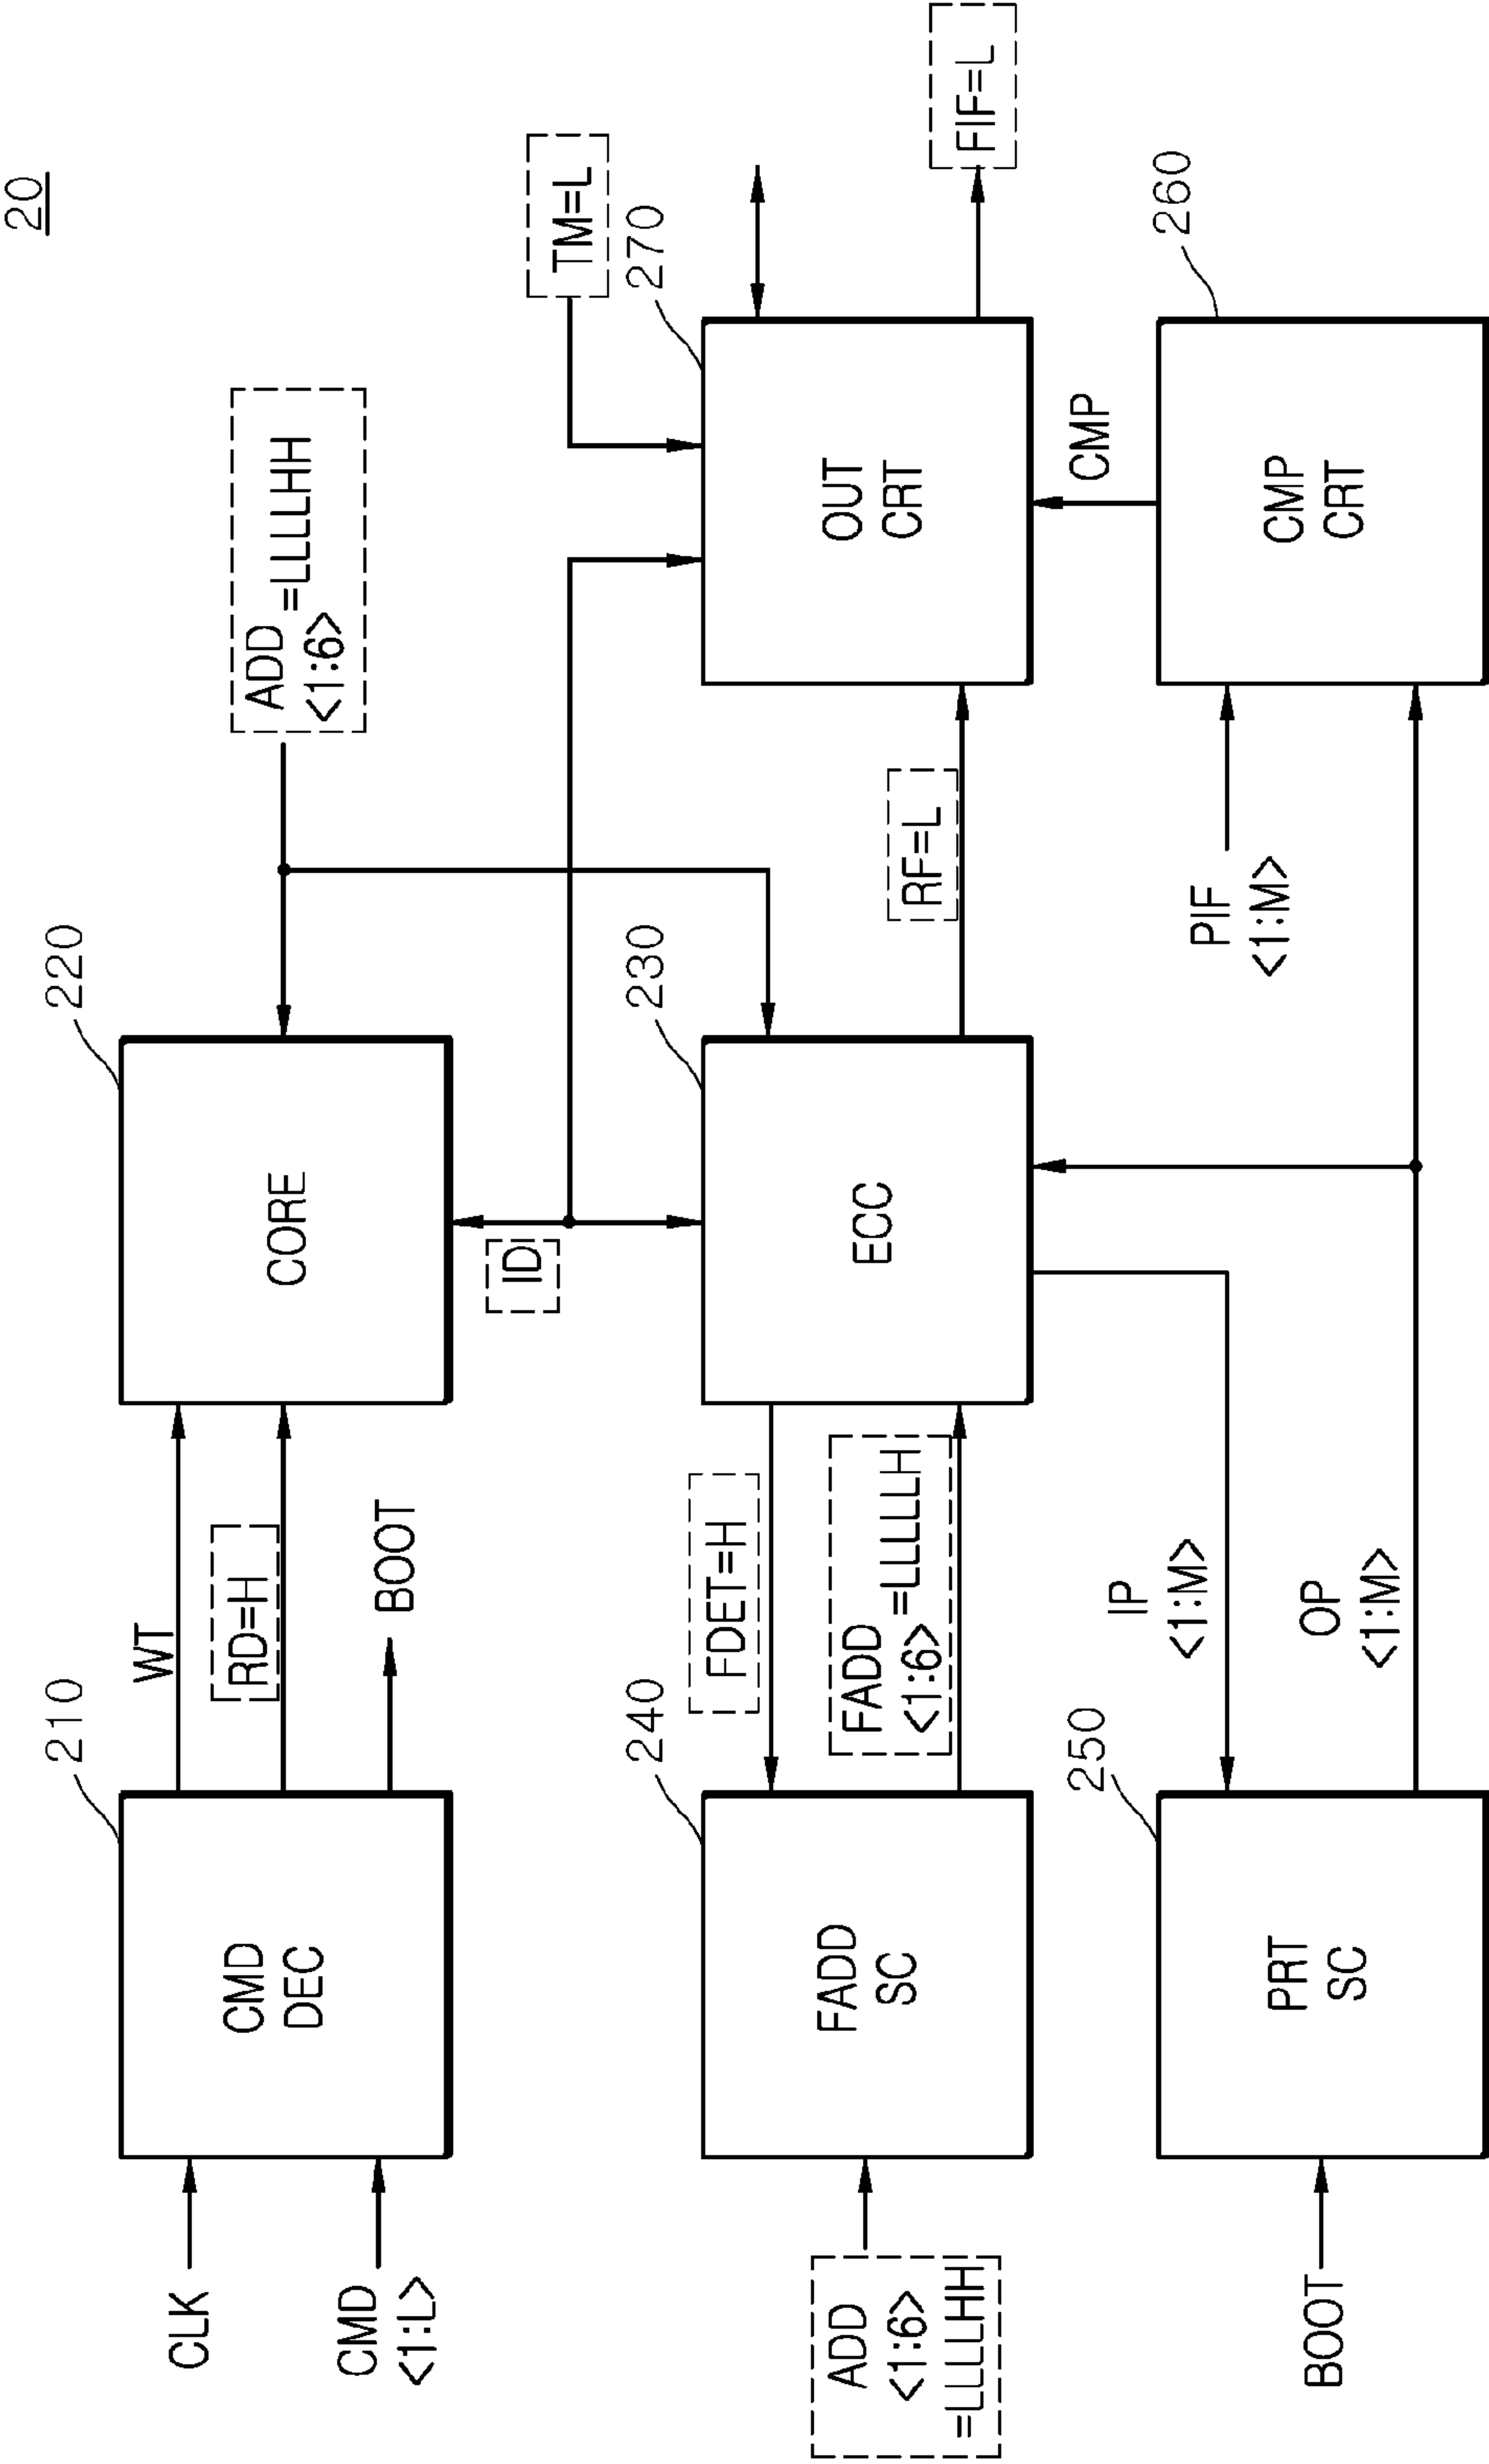 20
210
220
CLK
CMD
<1:L>
CMD
DEC
WT
RD=H
BOOT
CORE
ADD
<1:6>
=LLLLHH
ID
TM=L
240
230
270
ADD
<1:6>
=LLLLHH
FADD
SC
FDET=H
FADD
<1:6>
=LLLLLH
ECC
RF=L
OUT
CRT
FIF=L
250
260
BOOT
PRT
SC
IP
<1:M>
OP
<1:M>
PIF
<1:M>
CMP
CMP
CRT